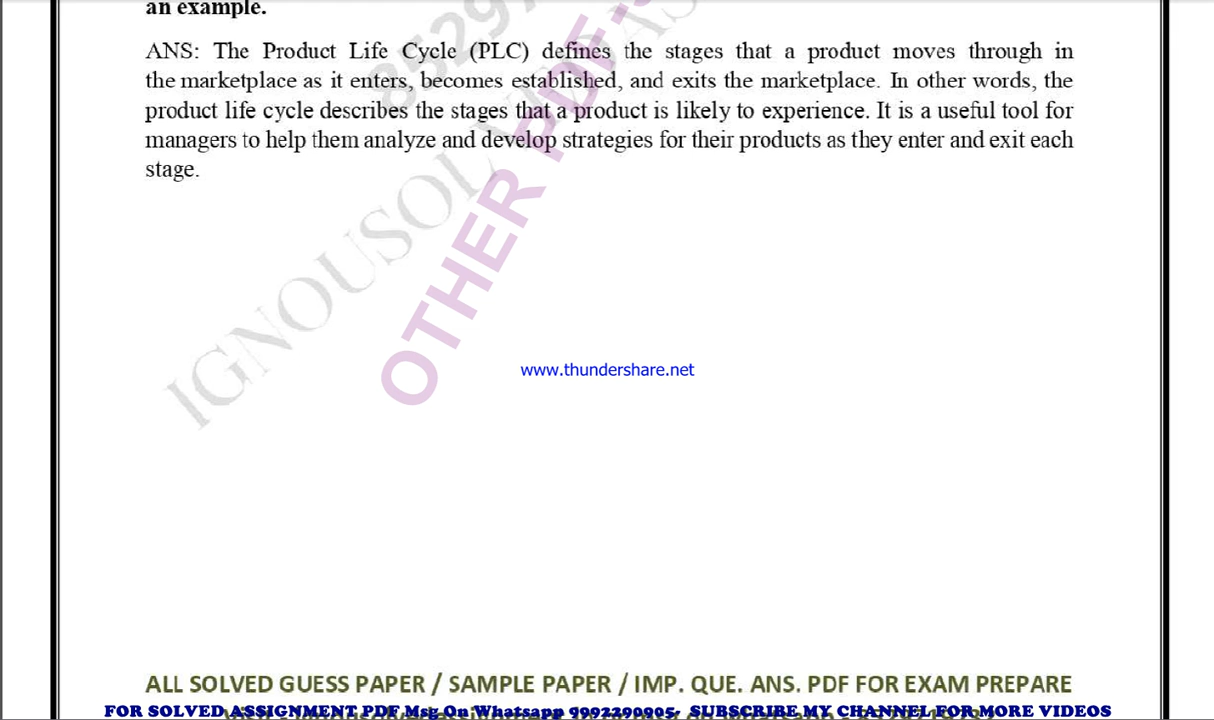 an example.
ANS: The Product Life Cycle (PLC) defines the stages that a product moves through in
the marketplace as it enters, becomes established, and exits the marketplace. In other words, the
product life cycle describes the stages that a product is likely to experience. It is a useful tool for
managers to help them analyze and develop strategies for their products as they enter and exit each
stage.
8529
IGNOUSOL
OTHER PDF-
www.thundershare.net
ALL SOLVED GUESS PAPER / SAMPLE PAPER / IMP. QUE. ANS. PDF FOR EXAM PREPARE
FOR SOLVED ASSIGNMENT PDF Msg On Whatsapp 9992290905- SUBSCRIBE MY CHANNEL FOR MORE VIDEOS